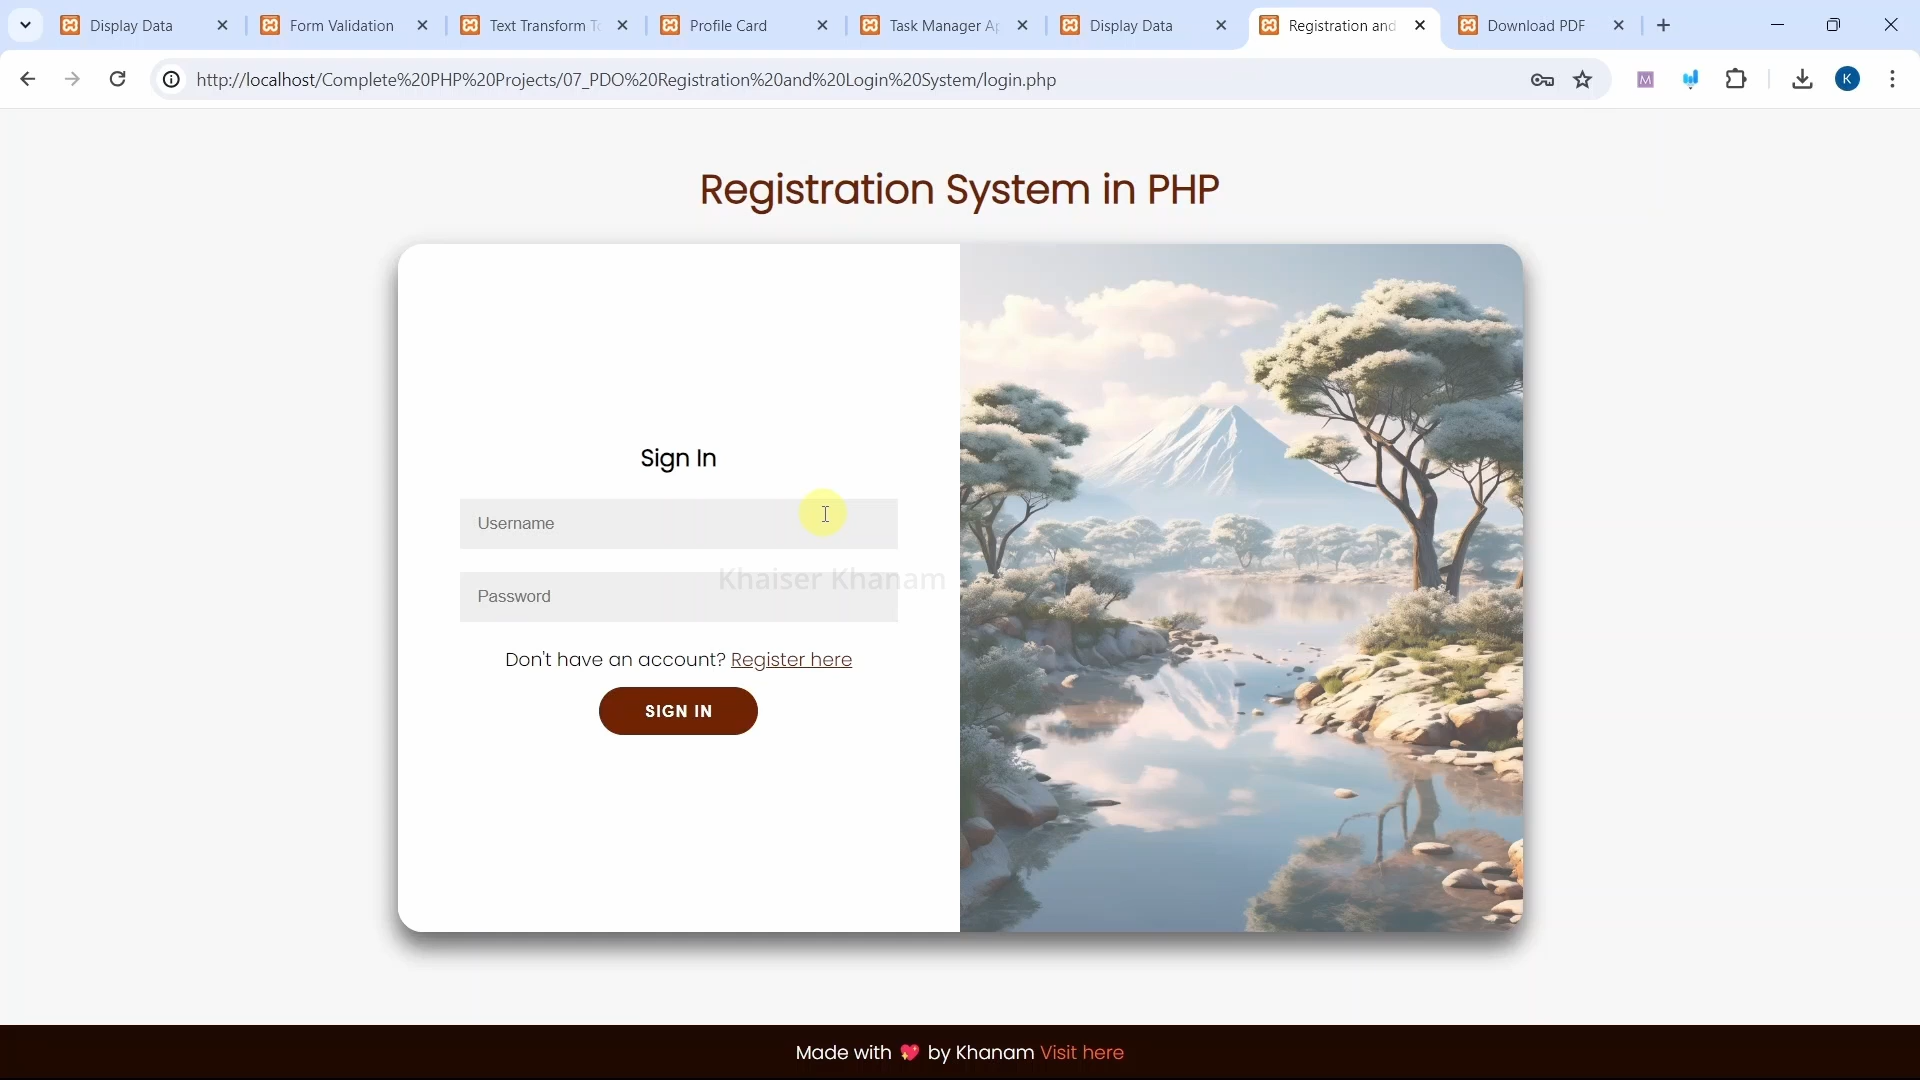 Display Data
Form Validation
Text Transform To
Profile Card
Task Manager Ap
Display Data
Registration and
Download PDF
http://localhost/Complete%20PHP%20Projects/07_PDO%20Registration%20and%20Login%20System/login.php
M
K
Registration System in PHP
Sign In
Username
Khaiser Khanam
Password
Don't have an account? Register here
SIGN IN
Made with 💖 by Khanam Visit here